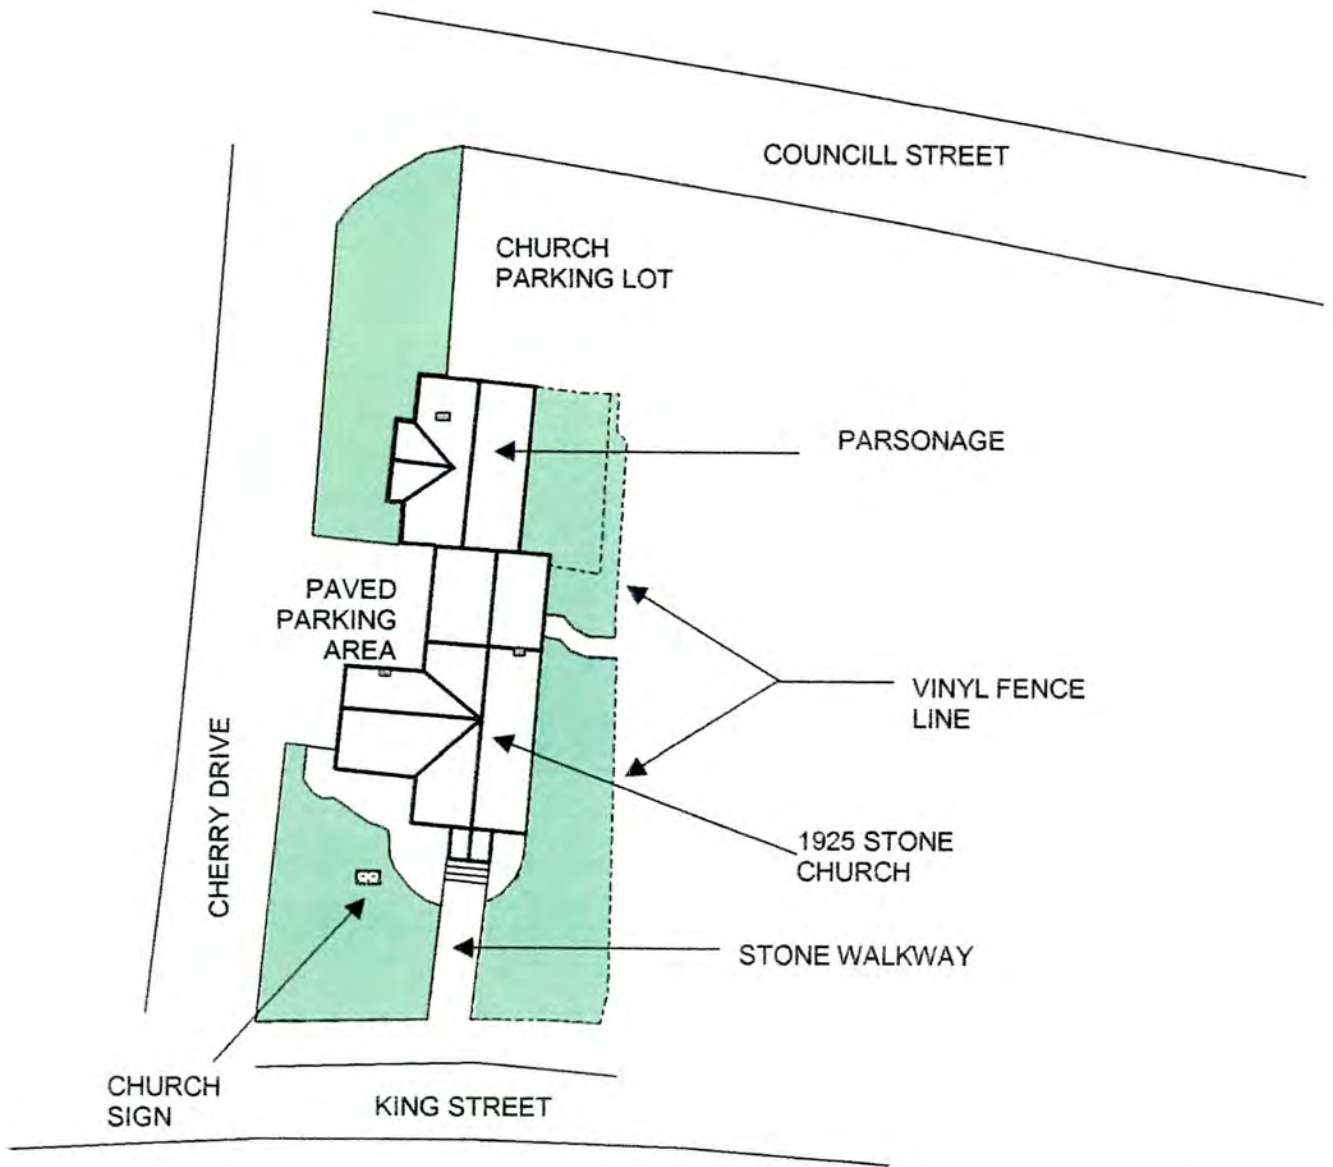 COUNCILL STREET
CHURCH
PARKING LOT
PARSONAGE
PAVED
PARKING
AREA
VINYL FENCE
LINE
CHERRY DRIVE
1925 STONE
CHURCH
STONE WALKWAY
CHURCH
SIGN
KING STREET